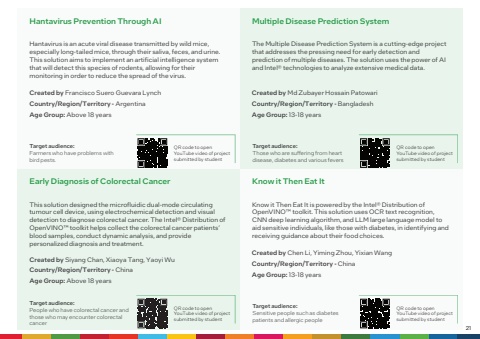 Hantavirus Prevention Through AI
Hantavirus is an acute viral disease transmitted by wild mice,
especially long-tailed mice, through their saliva, feces, and urine.
This solution aims to implement an artificial intelligence system
that will detect this species of rodents, allowing for their
monitoring in order to reduce the spread of the virus.
Created by Francisco Suero Guevara Lynch
Country/Region/Territory - Argentina
Age Group: Above 18 years
Target audience:
Farmers who have problems with
bird pests.
QR code to open
YouTube video of project
submitted by student
Multiple Disease Prediction System
The Multiple Disease Prediction System is a cutting-edge project
that addresses the pressing need for early detection and
prediction of multiple diseases. The solution uses the power of AI
and Intel® technologies to analyze extensive medical data.
Created by Md.Zubayer Hossain Patowari
Country/Region/Territory - Bangladesh
Age Group: 13-18 years
Target audience:
Those who are suffering from heart
disease, diabetes and various fevers
QR code to open
YouTube video of project
submitted by student
Early Diagnosis of Colorectal Cancer
This solution designed the microfluidic dual-mode circulating
tumour cell device, using electrochemical detection and visual
detection to diagnose colorectal cancer. The Intel® Distribution of
OpenVINO™ toolkit helps collect the colorectal cancer patients'
blood samples, conduct dynamic analysis, and provide
personalized diagnosis and treatment.
Created by Siyang Chan, Xiaoya Tang, Yaoyi Wu
Country/Region/Territory - China
Age Group: Above 18 years
Target audience:
People who have colorectal cancer and
those who may encounter colorectal
cancer
QR code to open
YouTube video of project
submitted by student
Know it Then Eat It
Know it Then Eat It is powered by the Intel® Distribution of
OpenVINO™ toolkit. This solution uses OCR text recognition,
CNN deep learning algorithm, and LLM large language model to
aid sensitive individuals, like those with diabetes, in identifying and
receiving guidance about their food choices.
Created by Chen Li, Yiming Zhou, Yixian Wang
Country/Region/Territory - China
Age Group: 13-18 years
Target audience:
Sensitive people such as diabetes
patients and allergic people
QR code to open
YouTube video of project
submitted by student
21